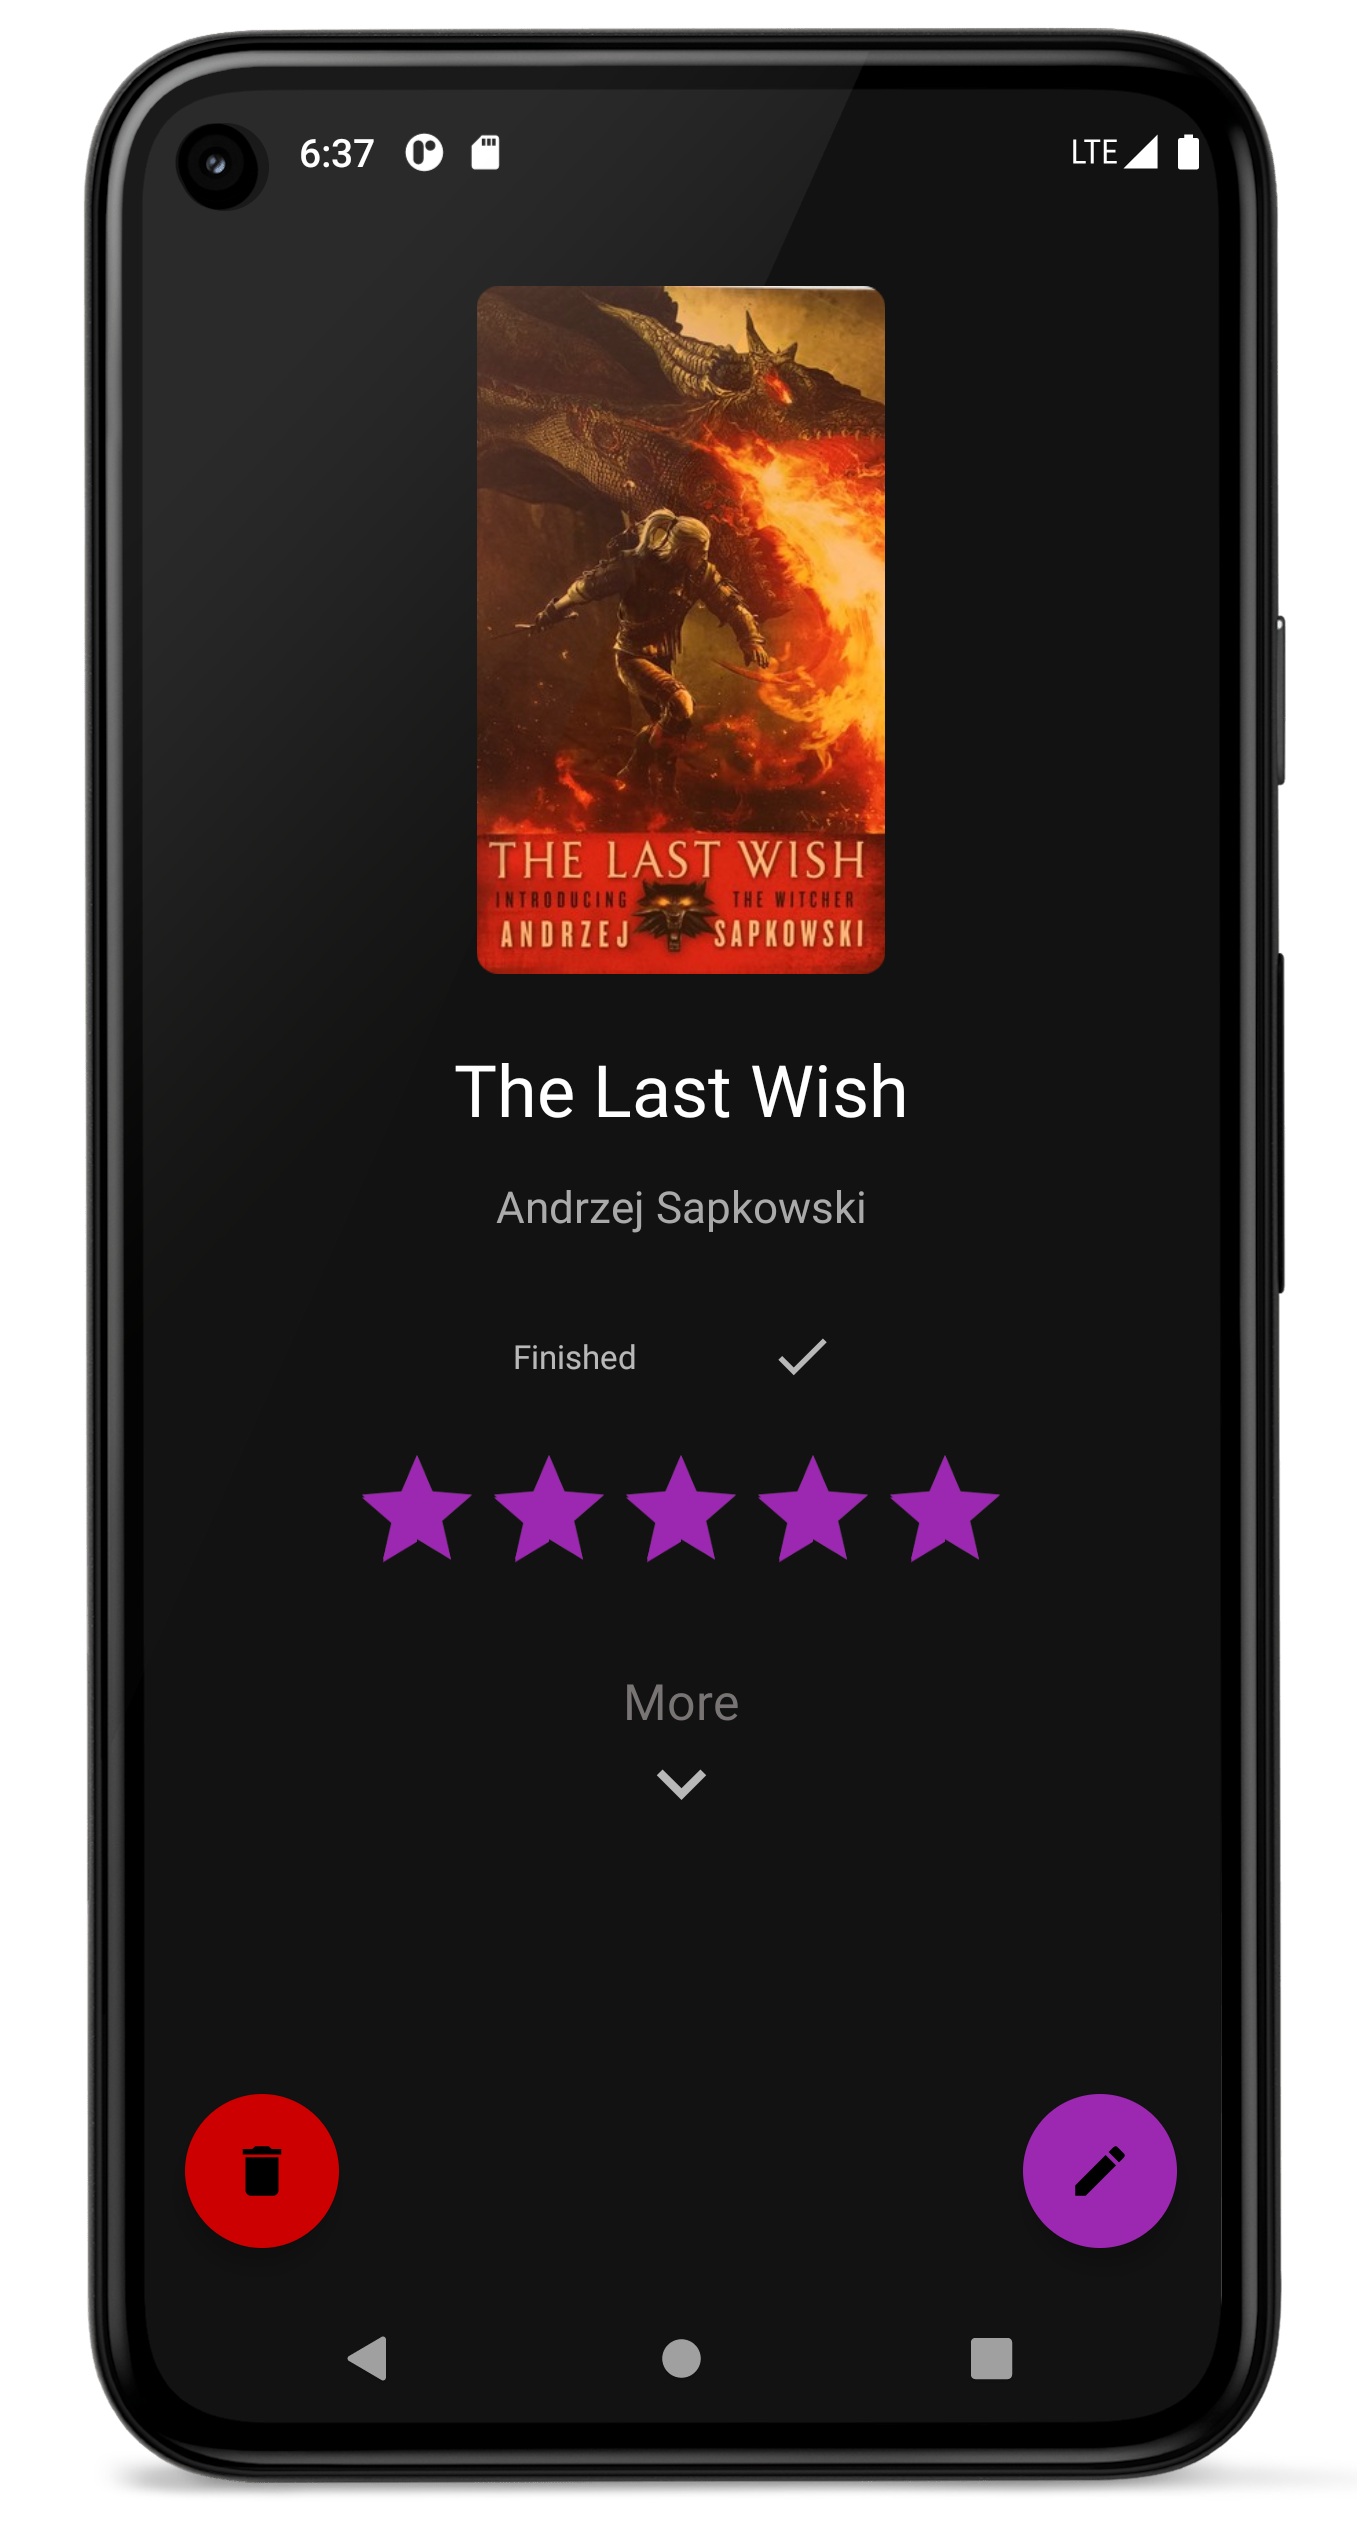 6:37
LTE
THE LAST WISH
INTRODUCING THE WITCHER
ANDRZEJ SAPKOWSKI
The Last Wish
Andrzej Sapkowski
Finished
More